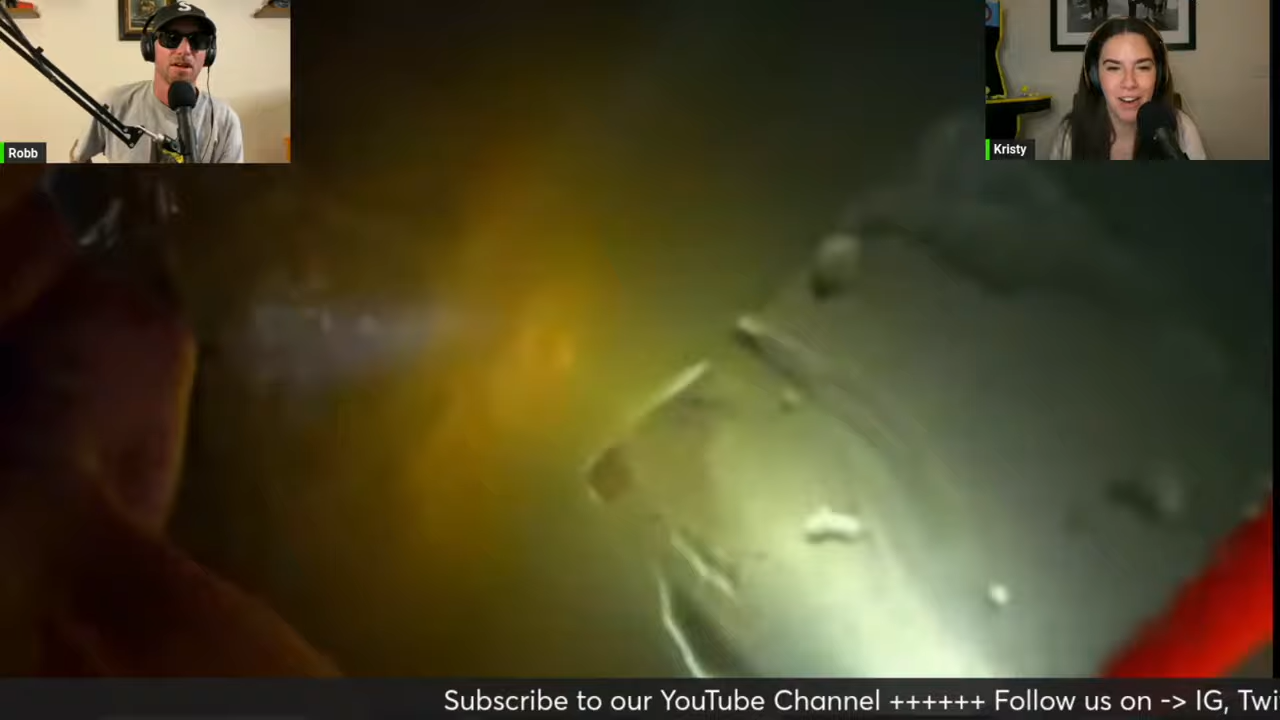 S
Robb
Kristy
Subscribe to our YouTube Channel ++++++ Follow us on -> IG, Twi